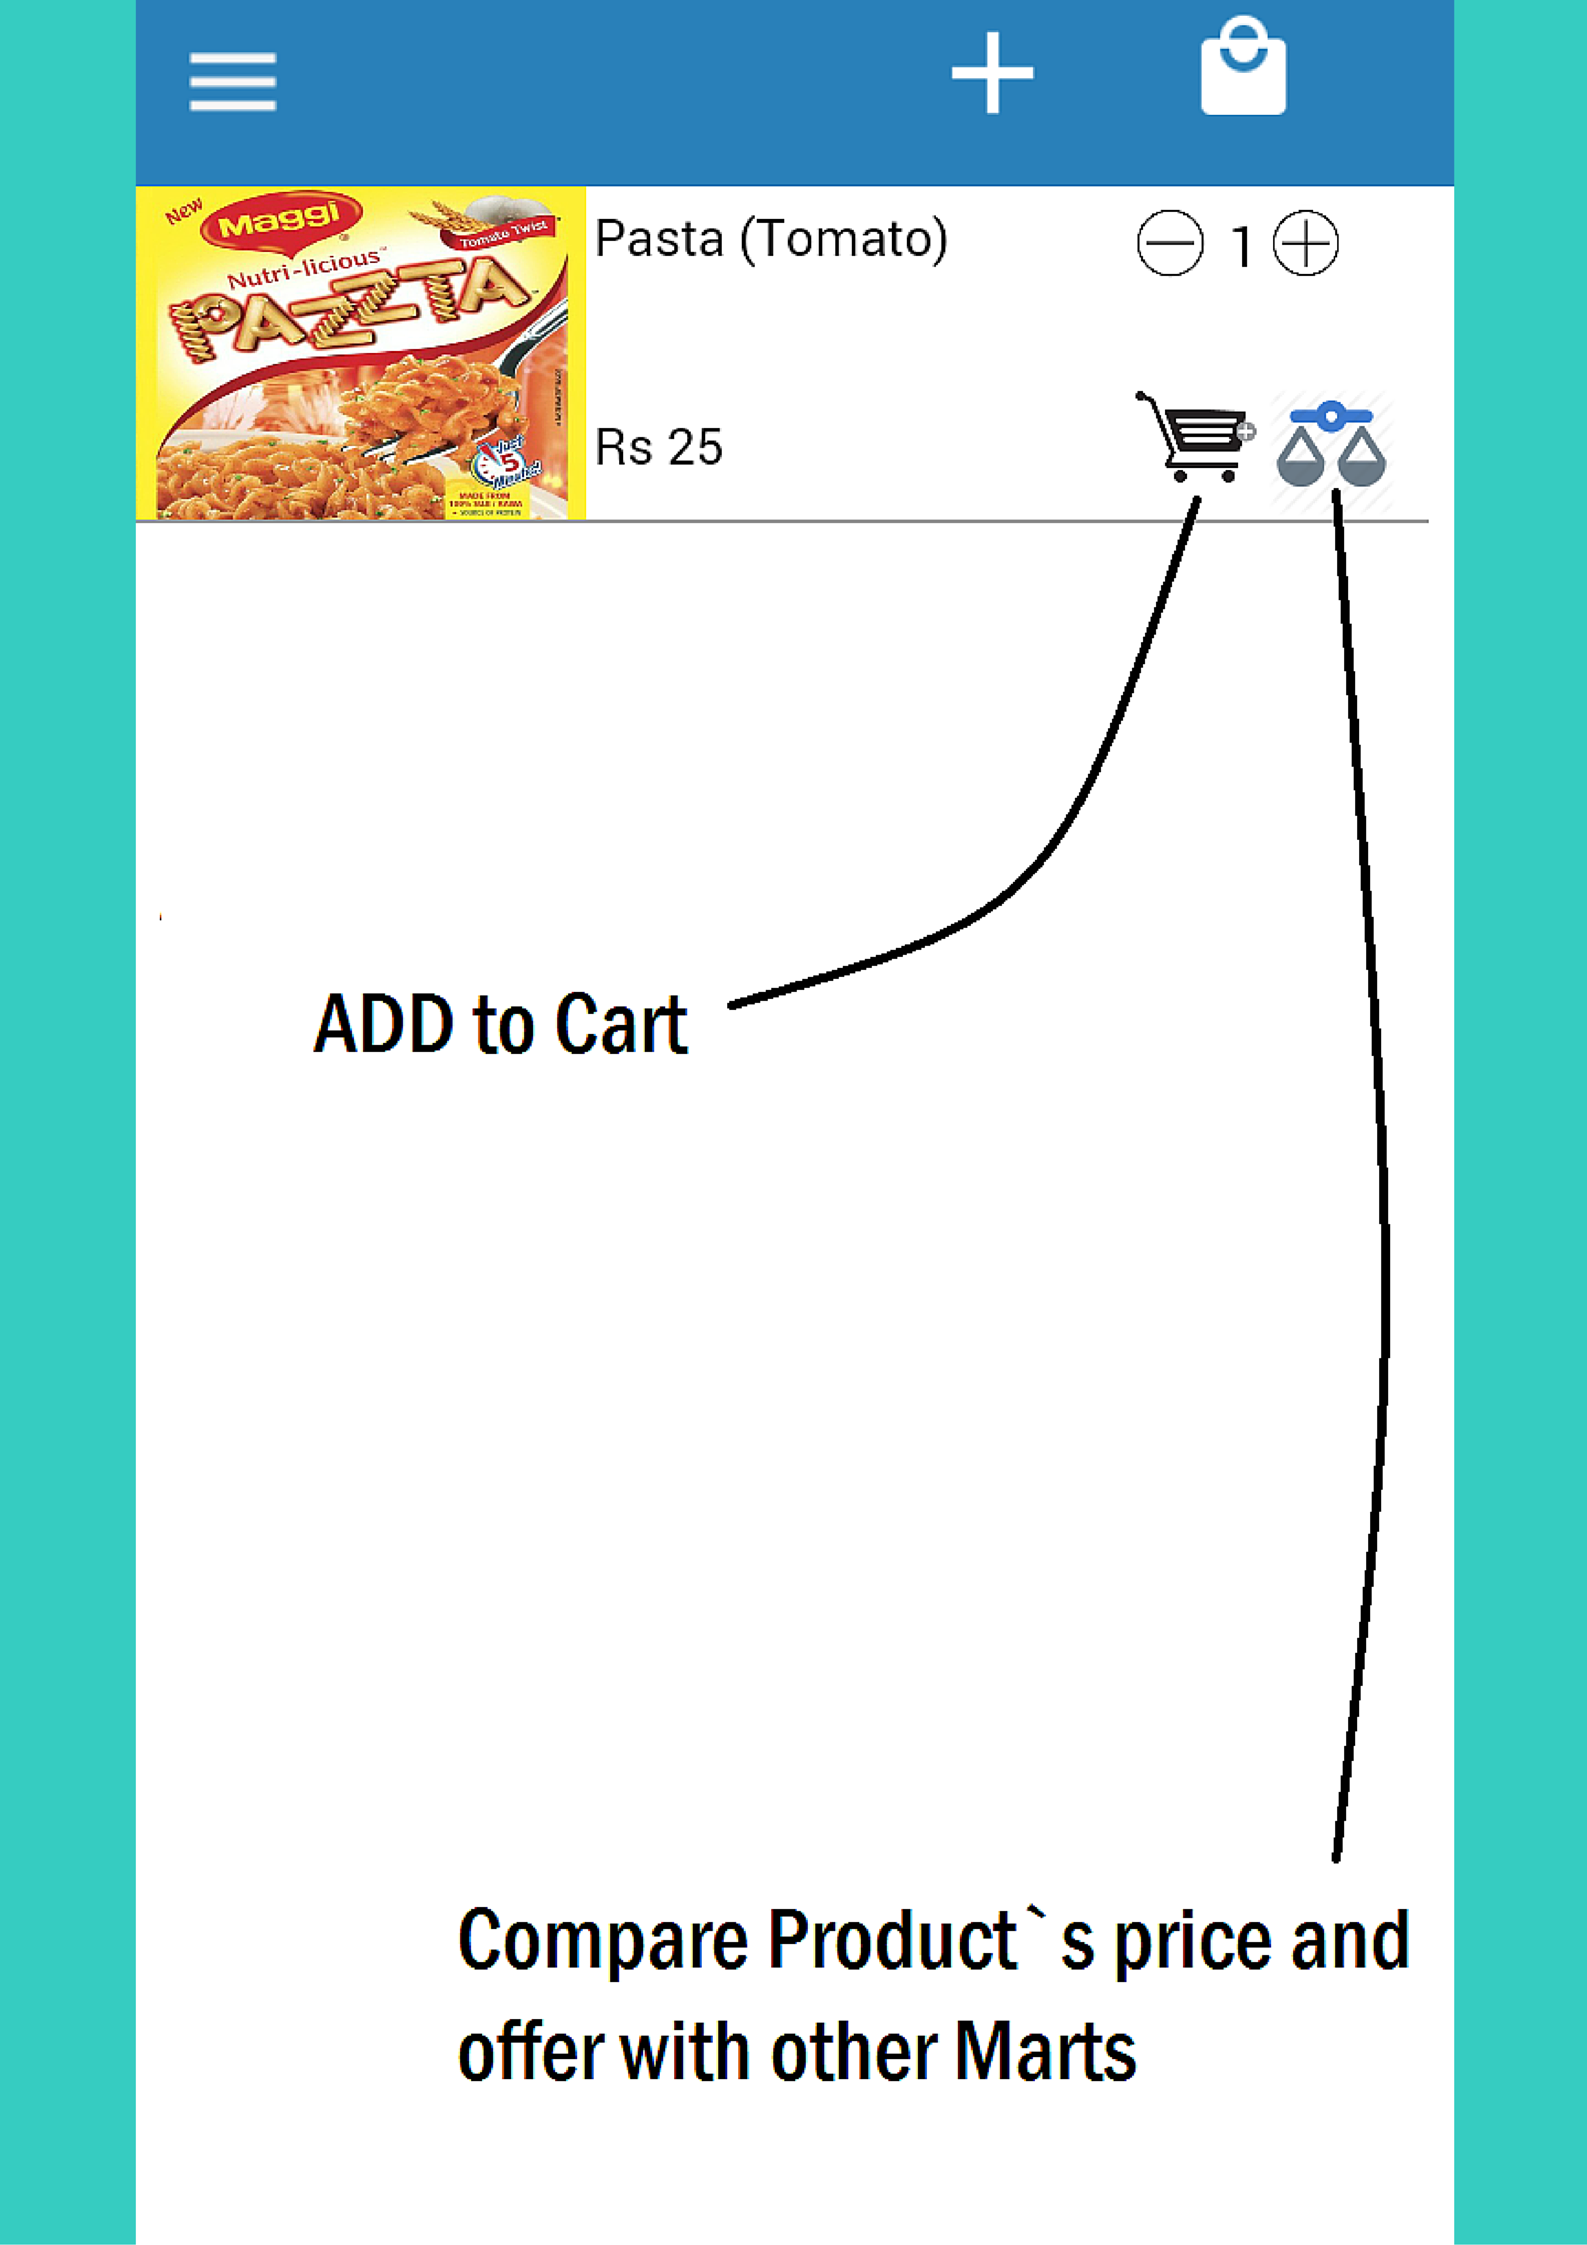 New
Maggi
Tomato Twist
Nutri-licious
PAZZTA
Just
5
Minutes!
MADE FROM
100% SUJI / RAWA
• SOURCE OF PROTEIN
Pasta (Tomato)
1
Rs 25
ADD to Cart
Compare Product`s price and
offer with other Marts